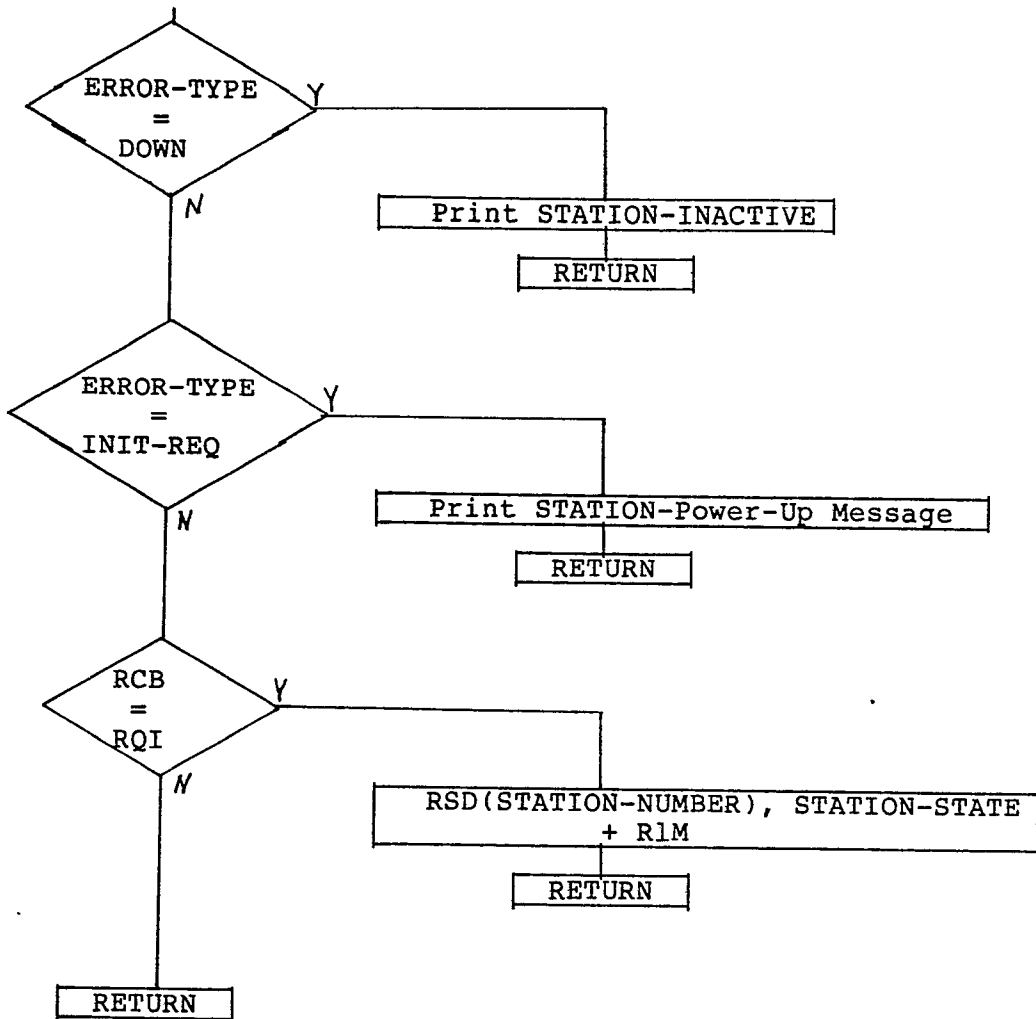 ERROR-TYPE
=
DOWN
Y
N
Print STATION-INACTIVE
RETURN
ERROR-TYPE
=
INIT-REQ
Y
N
Print STATION-Power-Up Message
RETURN
RCB
=
RQI
Y
N
RSD(STATION-NUMBER), STATION-STATE
+ R1M
RETURN
RETURN